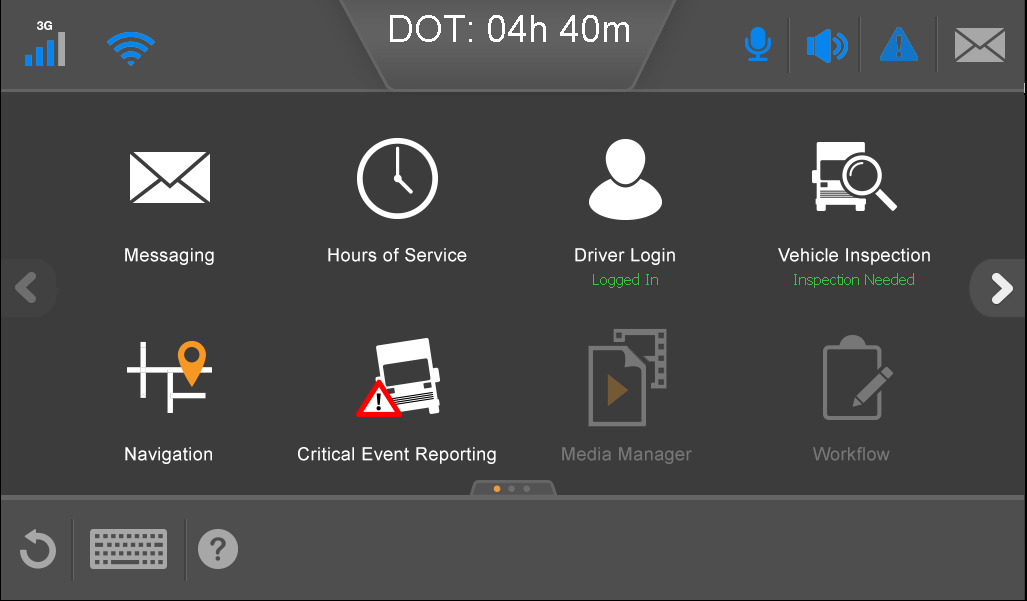 3G
DOT: 04h 40m
Messaging
Hours of Service
Driver Login
Logged In
Vehicle Inspection
Inspection Needed
Navigation
Critical Event Reporting
Media Manager
Workflow
?